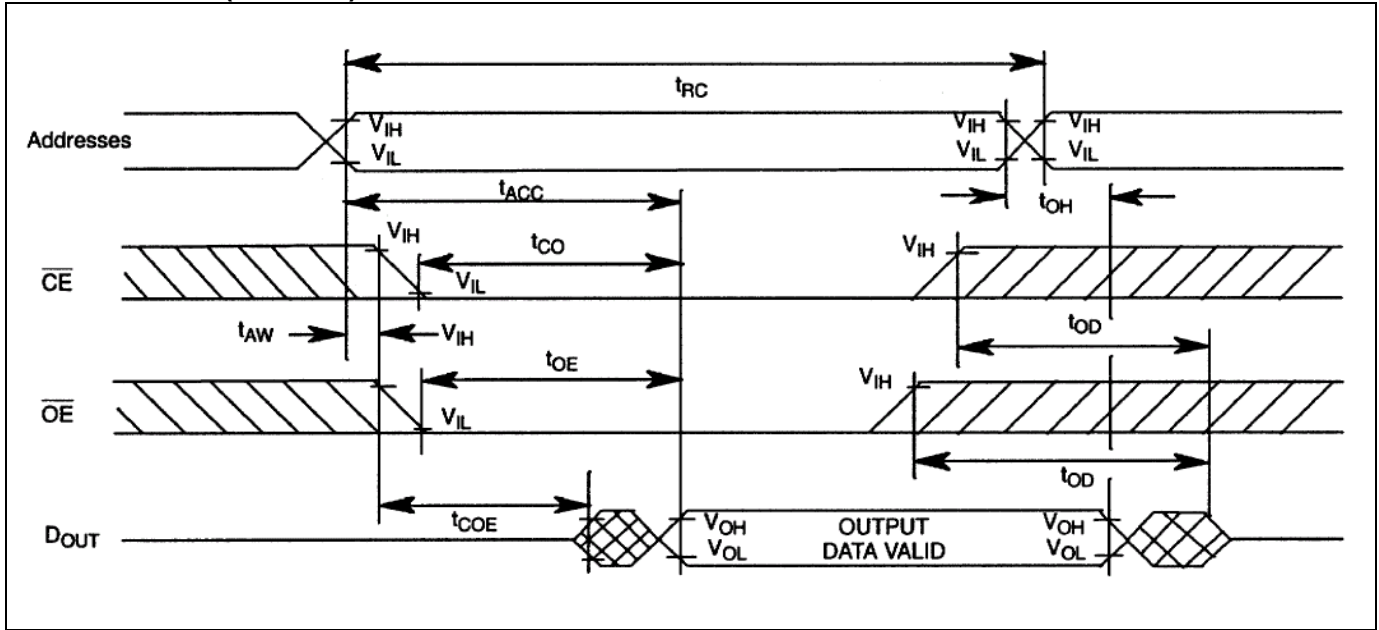 tRC
Addresses
VIH
VIL
VIH
VIL
VIH
VIL
tACC
tOH
CE
VIH
VIL
tCO
VIH
tAW
VIH
tOD
OE
VIL
tOE
VIH
tOD
DOUT
tCOE
VOH
VOL
OUTPUT
DATA VALID
VOH
VOL